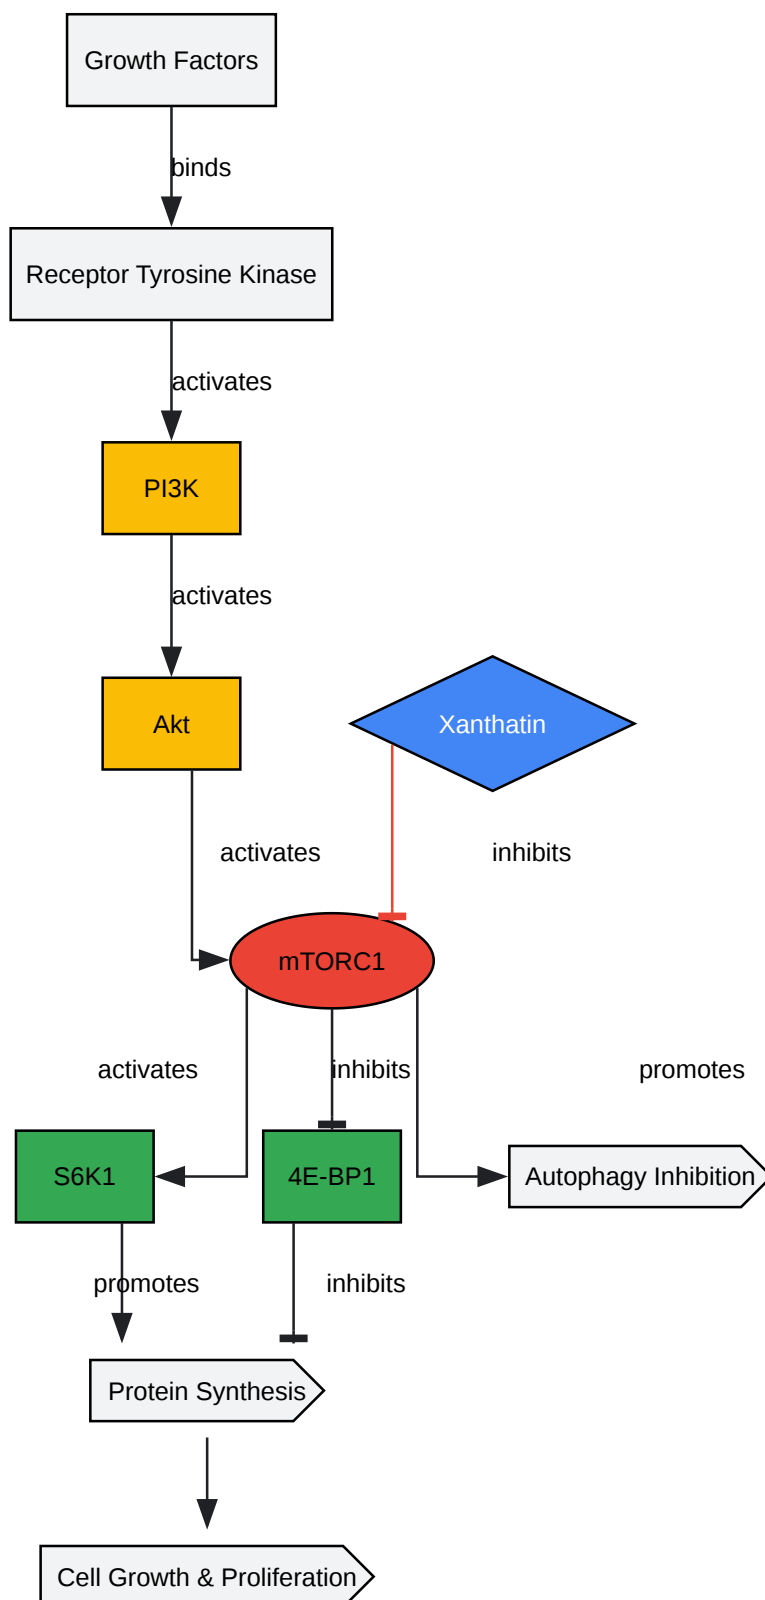 Growth Factors
binds
Receptor Tyrosine Kinase
activates
PI3K
activates
Akt
Xanthatin
activates
inhibits
mTORC1
activates
inhibits
promotes
S6K1
4E-BP1
Autophagy Inhibition
promotes
inhibits
Protein Synthesis
Cell Growth & Proliferation